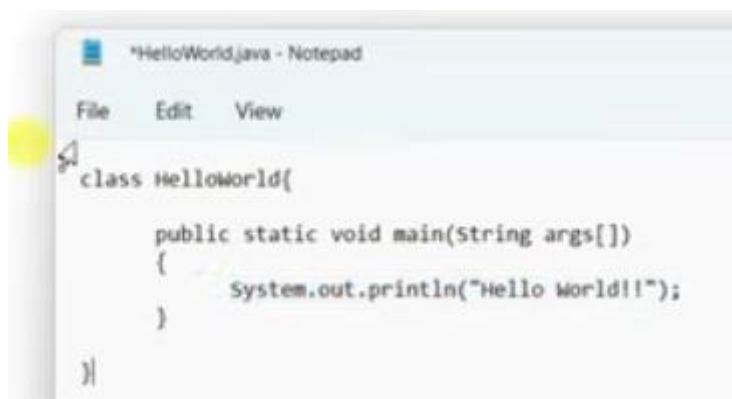 *HelloWorld.java - Notepad
File Edit View
class HelloWorld{
public static void main(String args[])
{
System.out.println("Hello World!!");
}
}